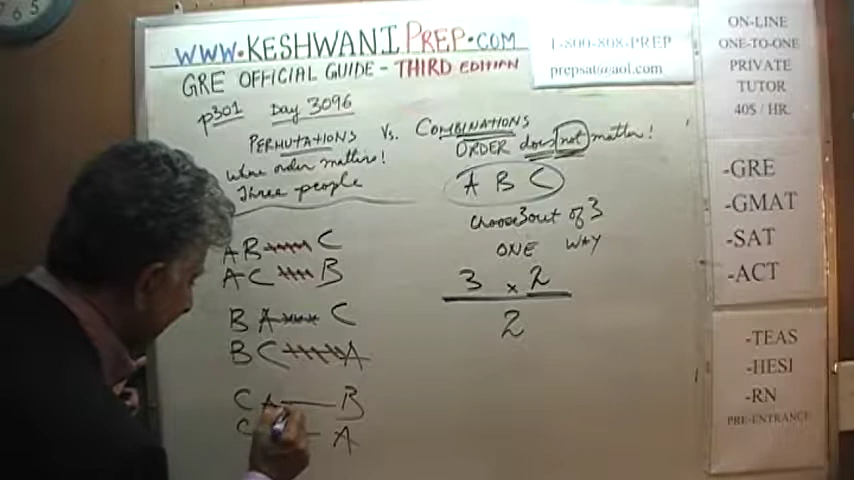 WWW.KESHWANIPREP.COM
1-800-808-PREP
prepsat@aol.com
GRE OFFICIAL GUIDE - THIRD EDITION
p301 Day 3096
PERMUTATIONS Vs. COMBINATIONS
where order matters!
ORDER does not matter!
Three people
A B C
choose 3 out of 3
ONE WAY
3 x 2
2
A B C
A C B
B A C
B C A
C A B
C A
ON-LINE
ONE-TO-ONE
PRIVATE
TUTOR
40$ / HR.
-GRE
-GMAT
-SAT
-ACT
-TEAS
-HESI
-RN
PRE-ENTRANCE
6 5